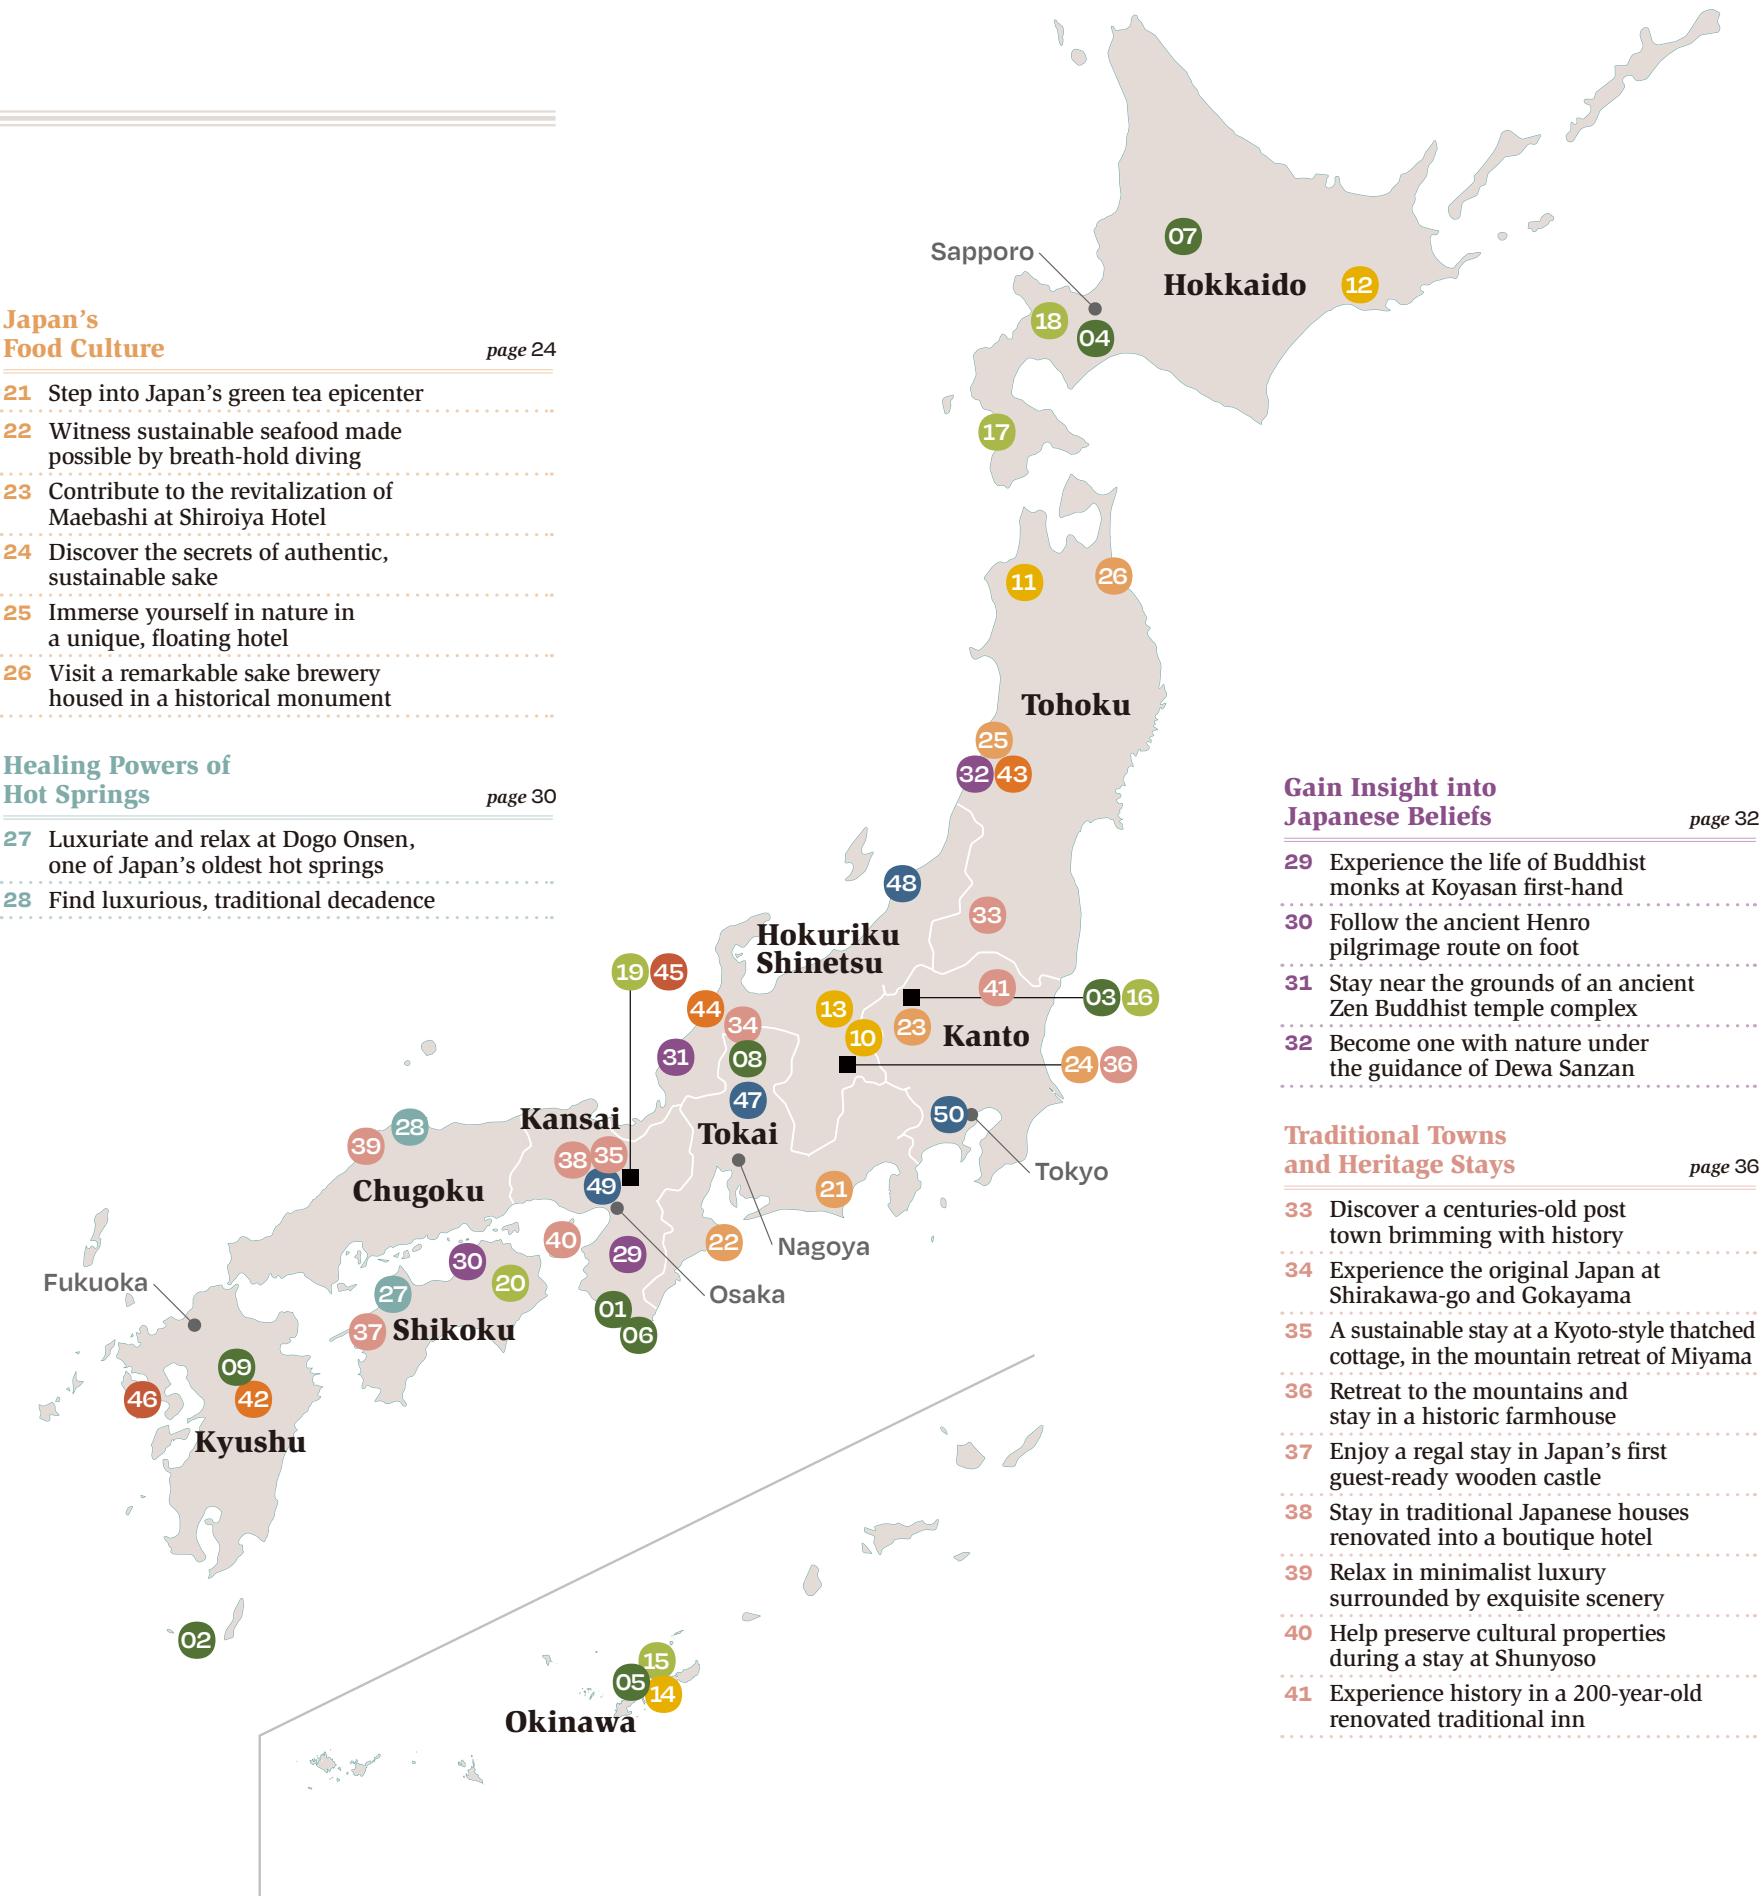 Japan's
Food Culture
page 24
21 Step into Japan's green tea epicenter
22 Witness sustainable seafood made
possible by breath-hold diving
23 Contribute to the revitalization of
Maebashi at Shiroiya Hotel
24 Discover the secrets of authentic,
sustainable sake
25 Immerse yourself in nature in
a unique, floating hotel
26 Visit a remarkable sake brewery
housed in a historical monument
Healing Powers of
Hot Springs
page 30
27 Luxuriate and relax at Dogo Onsen,
one of Japan's oldest hot springs
28 Find luxurious, traditional decadence
07
Sapporo
Hokkaido
12
18
04
17
11
26
Tohoku
25
32 43
48
33
Hokuriku
Shinetsu
19 45
41
03 16
44
13
34
23
Kanto
10
31
08
24 36
47
50
Kansai
28
Tokai
39
38 35
Tokyo
Chugoku
49
21
40
22
Nagoya
29
30
Fukuoka
20
27
Osaka
01
37
Shikoku
06
09
46
42
Kyushu
02
15
05
14
Okinawa
Gain Insight into
Japanese Beliefs
page 32
29 Experience the life of Buddhist
monks at Koyasan first-hand
30 Follow the ancient Henro
pilgrimage route on foot
31 Stay near the grounds of an ancient
Zen Buddhist temple complex
32 Become one with nature under
the guidance of Dewa Sanzan
Traditional Towns
and Heritage Stays
page 36
33 Discover a centuries-old post
town brimming with history
34 Experience the original Japan at
Shirakawa-go and Gokayama
35 A sustainable stay at a Kyoto-style thatched
cottage, in the mountain retreat of Miyama
36 Retreat to the mountains and
stay in a historic farmhouse
37 Enjoy a regal stay in Japan's first
guest-ready wooden castle
38 Stay in traditional Japanese houses
renovated into a boutique hotel
39 Relax in minimalist luxury
surrounded by exquisite scenery
40 Help preserve cultural properties
during a stay at Shunyoso
41 Experience history in a 200-year-old
renovated traditional inn